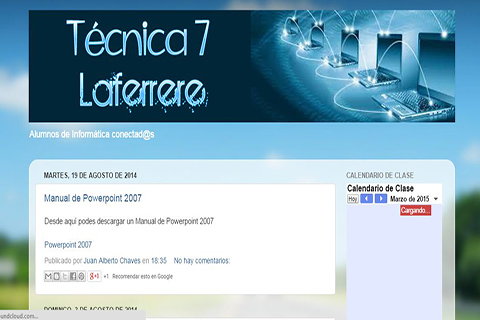 Técnica 7
Laferrere
Alumnos de Informática conectad@s
MARTES, 19 DE AGOSTO DE 2014
Manual de Powerpoint 2007
Desde aquí podes descargar un Manual de Powerpoint 2007
Powerpoint 2007
Publicado por Juan Alberto Chaves en 18:35 No hay comentarios:
+1 Recomendar esto en Google
CALENDARIO DE CLASE
Calendario de Clase
Hoy Marzo de 2015
Cargando...
DOMINGO, 3 DE AGOSTO DE 2014
undcloud.com...